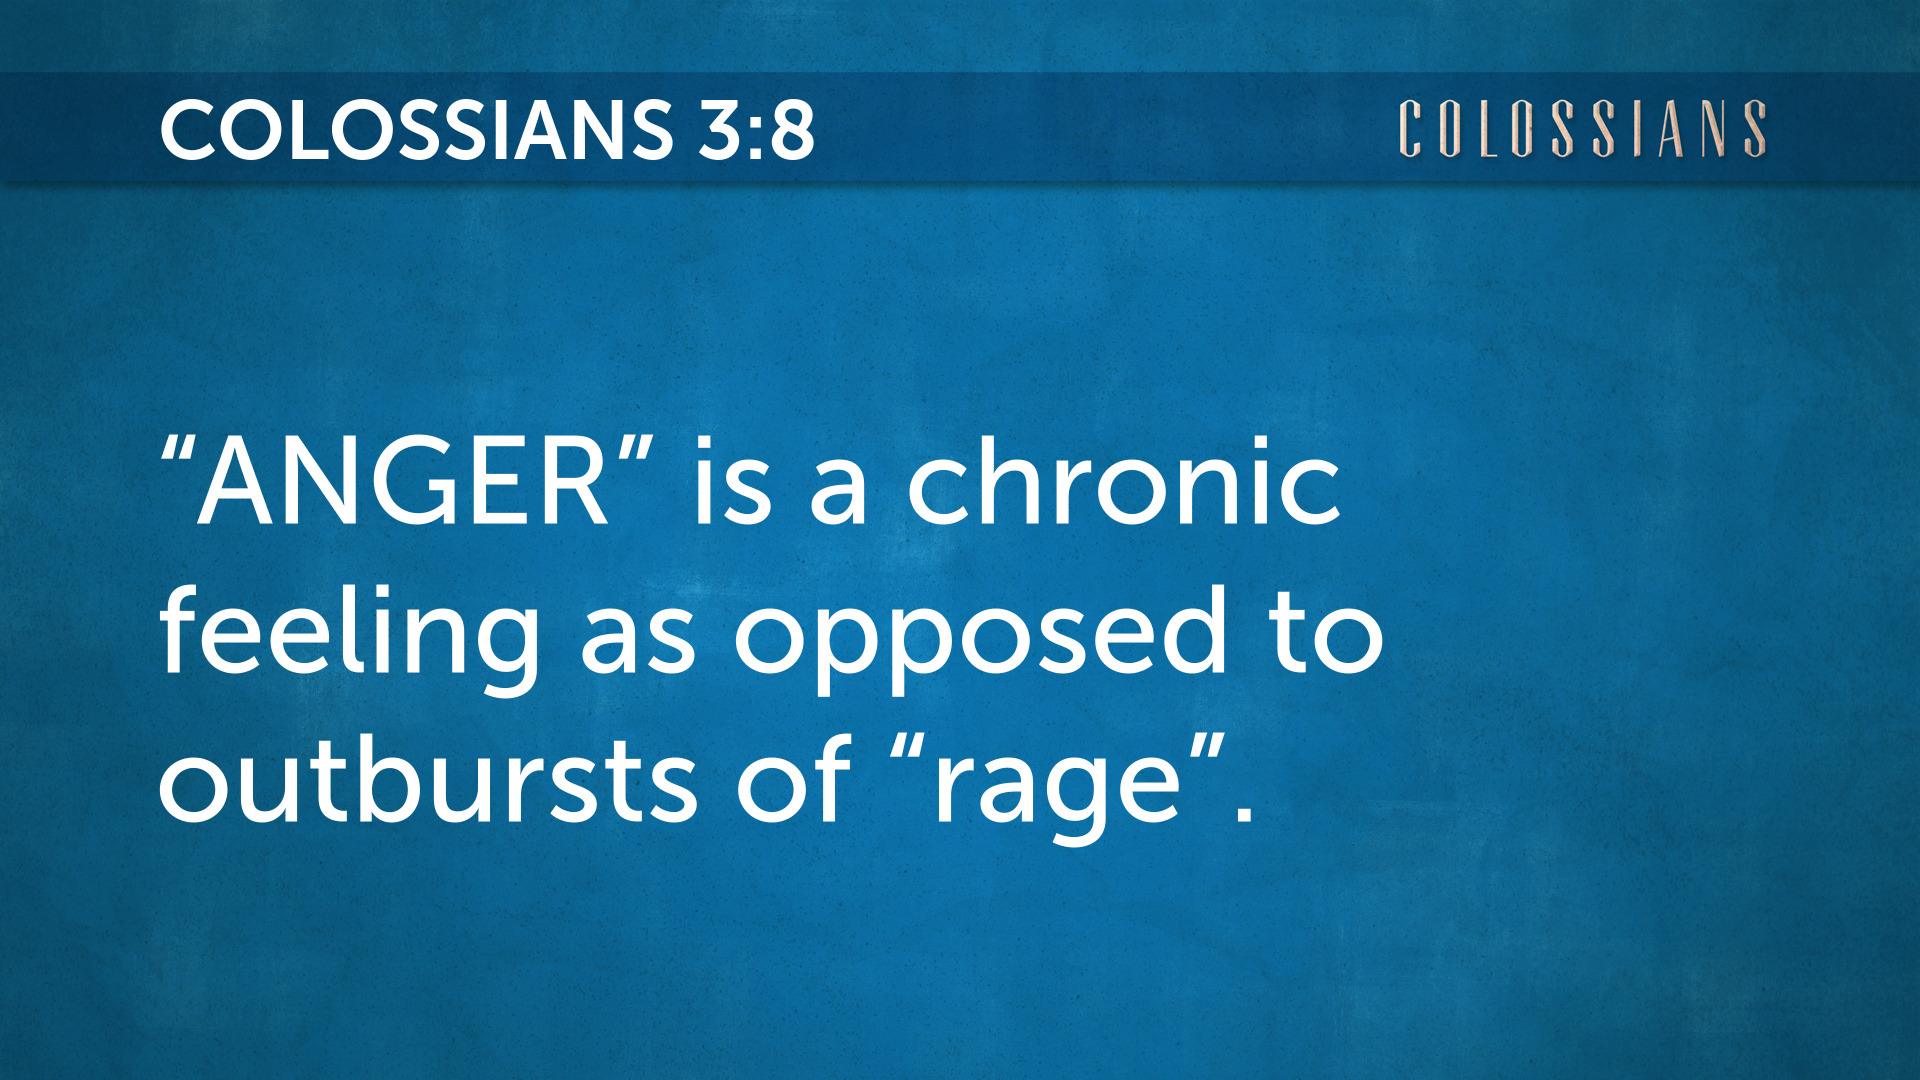 COLOSSIANS 3:8
COLOSSIANS
“ANGER” is a chronic
feeling as opposed to
outbursts of “rage”.